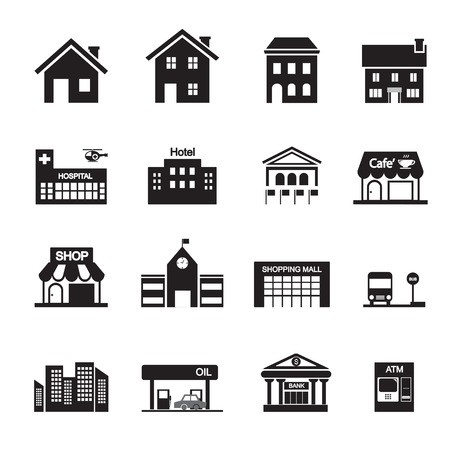 Hotel
HOSPITAL
Cafe'
SHOP
SHOPPING MALL
BUS
OIL
$
BANK
ATM